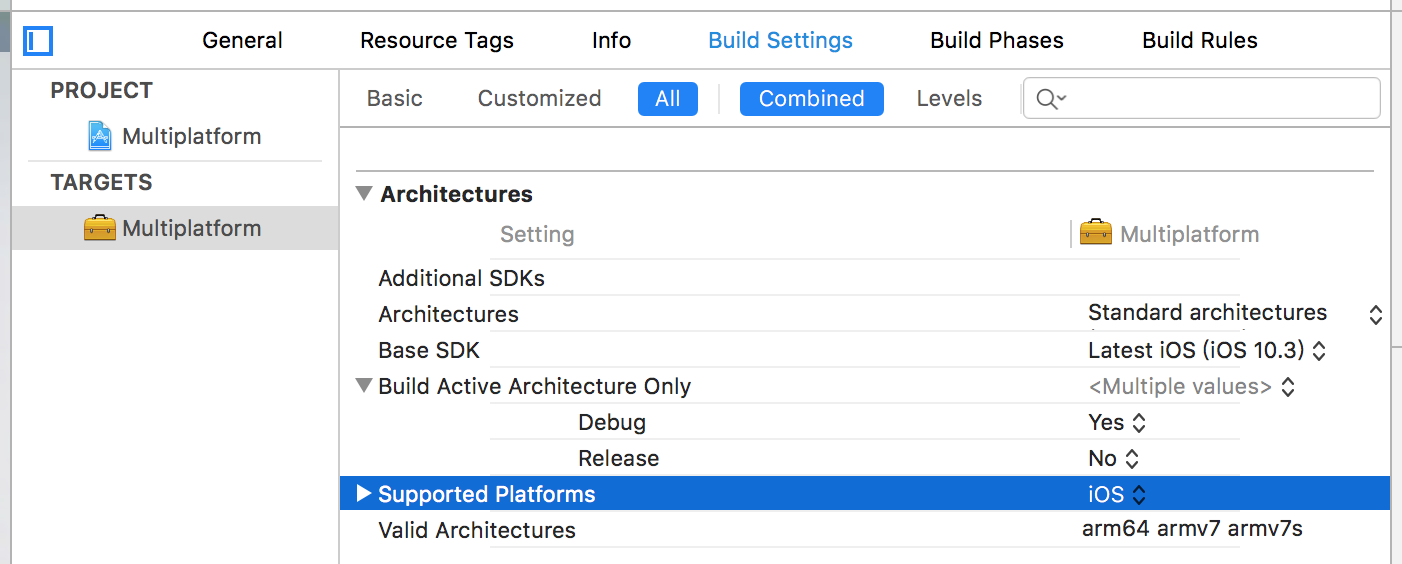 General Resource Tags Info Build Settings Build Phases Build Rules
PROJECT
Multiplatform
TARGETS
Multiplatform
Basic Customized All Combined Levels
Architectures
Setting Multiplatform
Additional SDKs
Architectures Standard architectures
Base SDK Latest iOS (iOS 10.3)
Build Active Architecture Only <Multiple values>
Debug Yes
Release No
Supported Platforms iOS
Valid Architectures arm64 armv7 armv7s